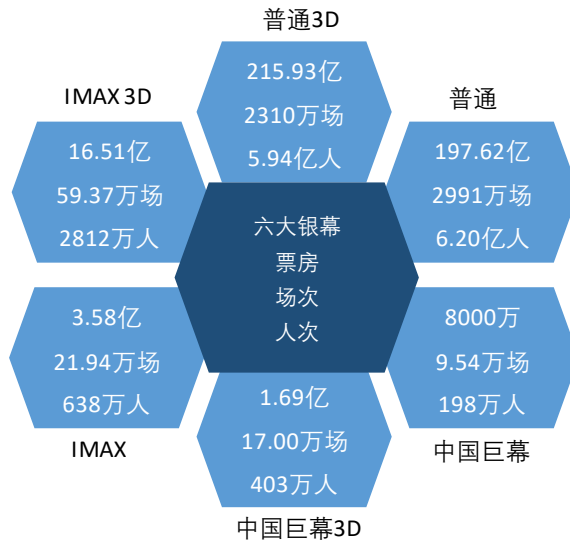 普通3D
215.93亿
2310万场
5.94亿人
IMAX 3D
16.51亿
59.37万场
2812万人
普通
197.62亿
2991万场
6.20亿人
六大银幕
票房
场次
人次
3.58亿
21.94万场
638万人
IMAX
1.69亿
17.00万场
403万人
中国巨幕3D
8000万
9.54万场
198万人
中国巨幕